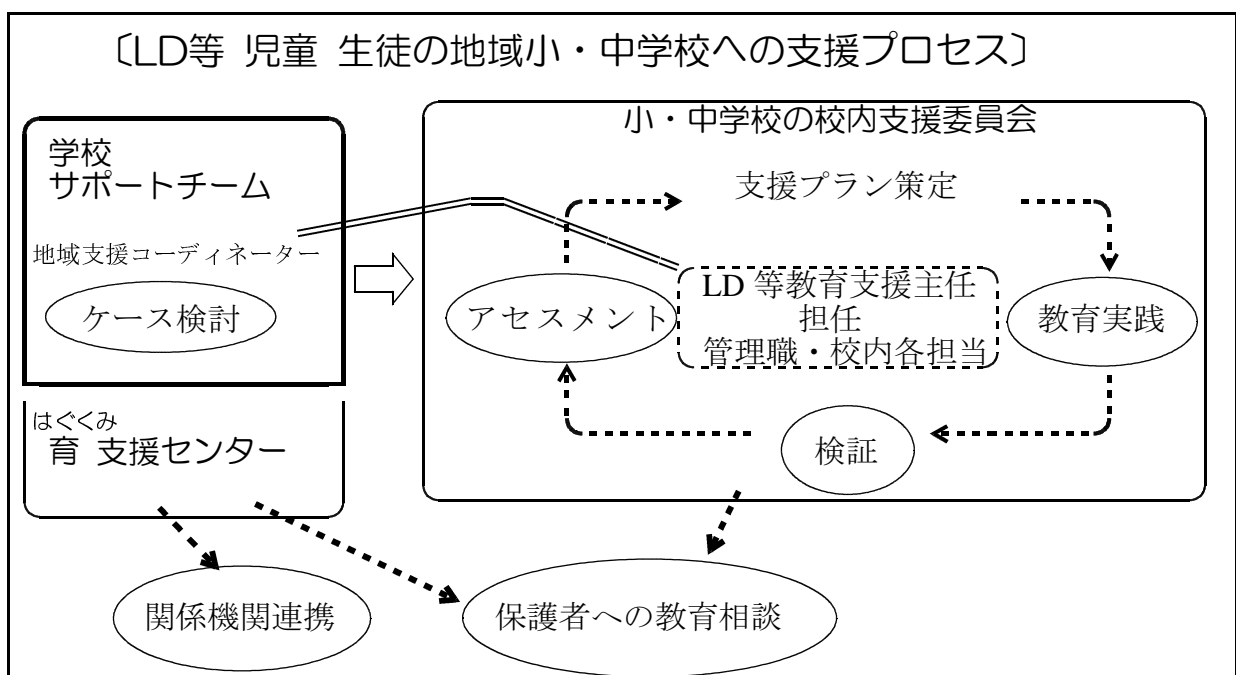 〔LD等 児童 生徒の地域小・中学校への支援プロセス〕
学校
サポートチーム
地域支援コーディネーター
ケース検討
はぐくみ
育 支援センター
小・中学校の校内支援委員会
支援プラン策定
アセスメント
LD 等教育支援主任
担任
管理職・校内各担当
教育実践
検証
関係機関連携
保護者への教育相談